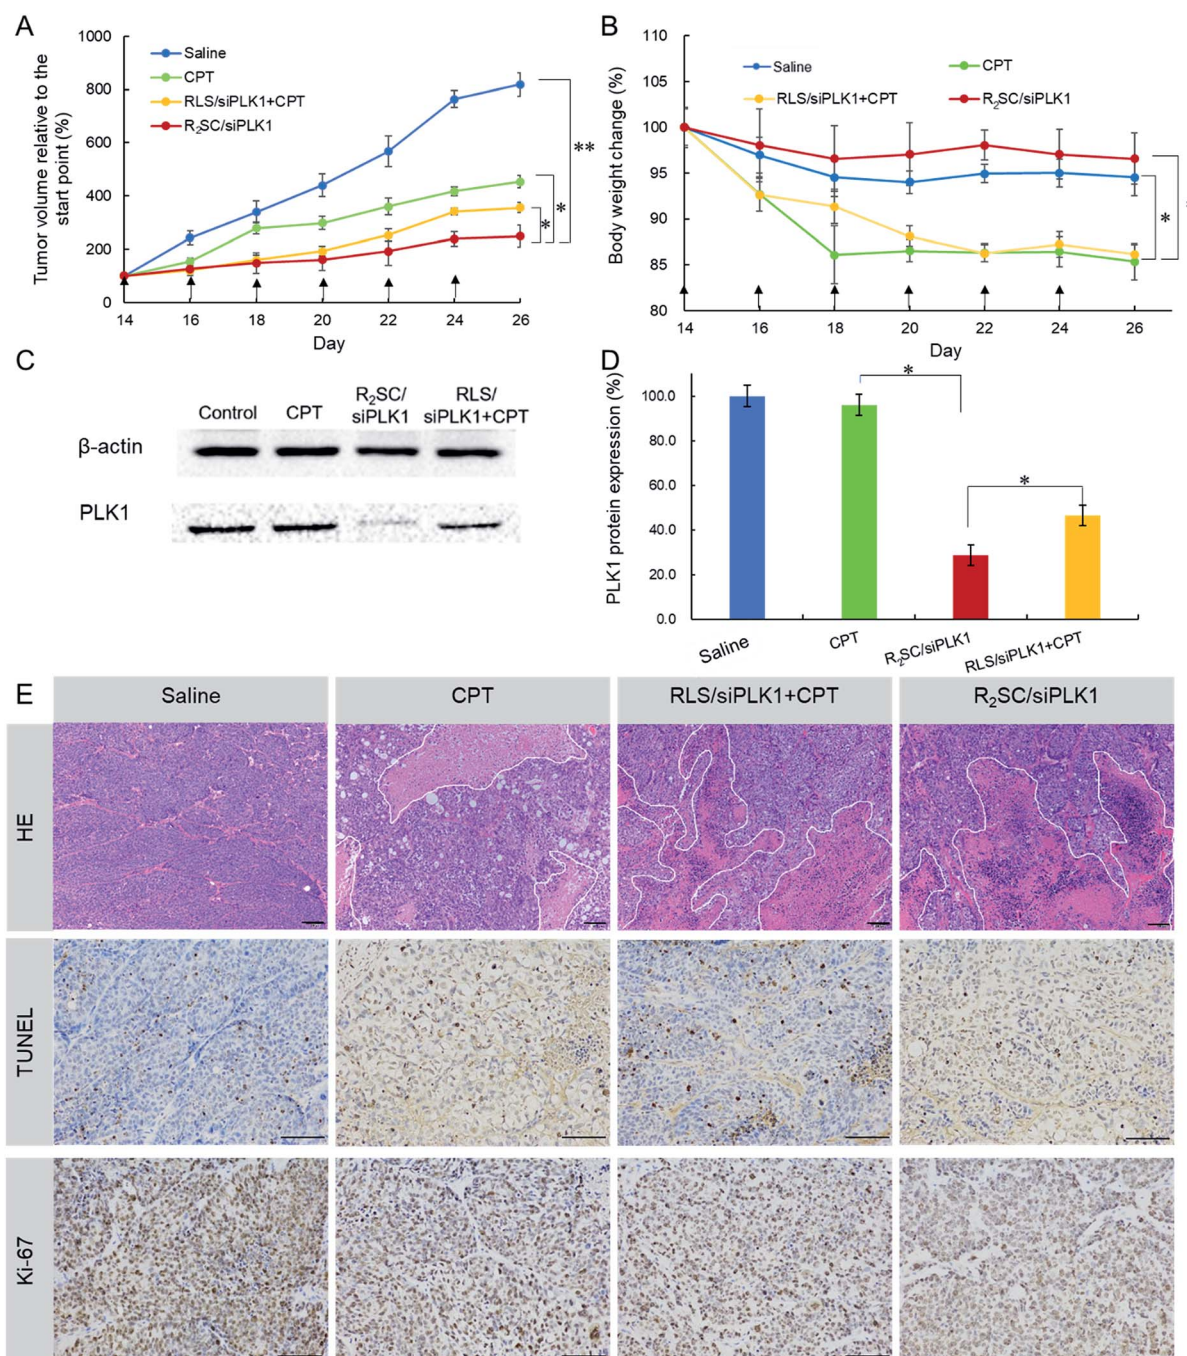 A
Tumor volume relative to the
start point (%)
1000
800
600
400
200
0
Saline
CPT
RLS/siPLK1+CPT
R₂SC/siPLK1
**
*
*
14 16 18 20 22 24 26
Day
B
Body weight change (%)
110
105
100
95
90
85
80
Saline CPT
RLS/siPLK1+CPT R₂SC/siPLK1
*
14 16 18 20 22 24 26
Day
C
Control CPT R₂SC/ RLS/
siPLK1 siPLK1+CPT
β-actin
PLK1
D
PLK1 protein expression (%)
100.0
80.0
60.0
40.0
20.0
0.0
*
*
Saline CPT R₂SC/siPLK1 RLS/siPLK1+CPT
E
Saline CPT RLS/siPLK1+CPT R₂SC/siPLK1
HE
TUNEL
Ki-67